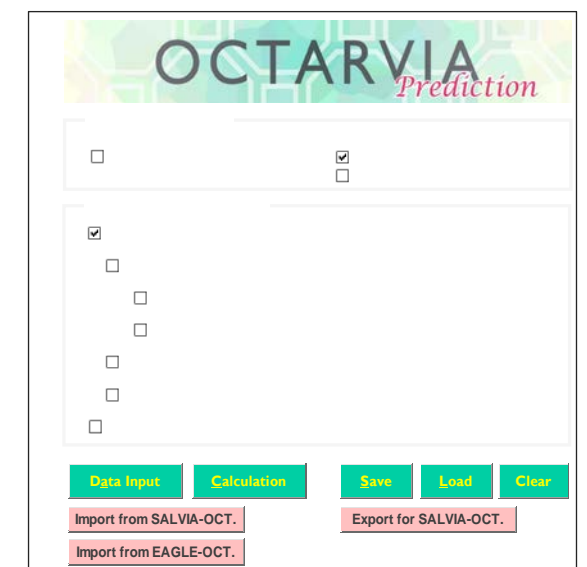 OCTARVIA
Prediction
Data Input Calculation Save Load Clear
Import from SALVIA-OCT. Export for SALVIA-OCT.
Import from EAGLE-OCT.